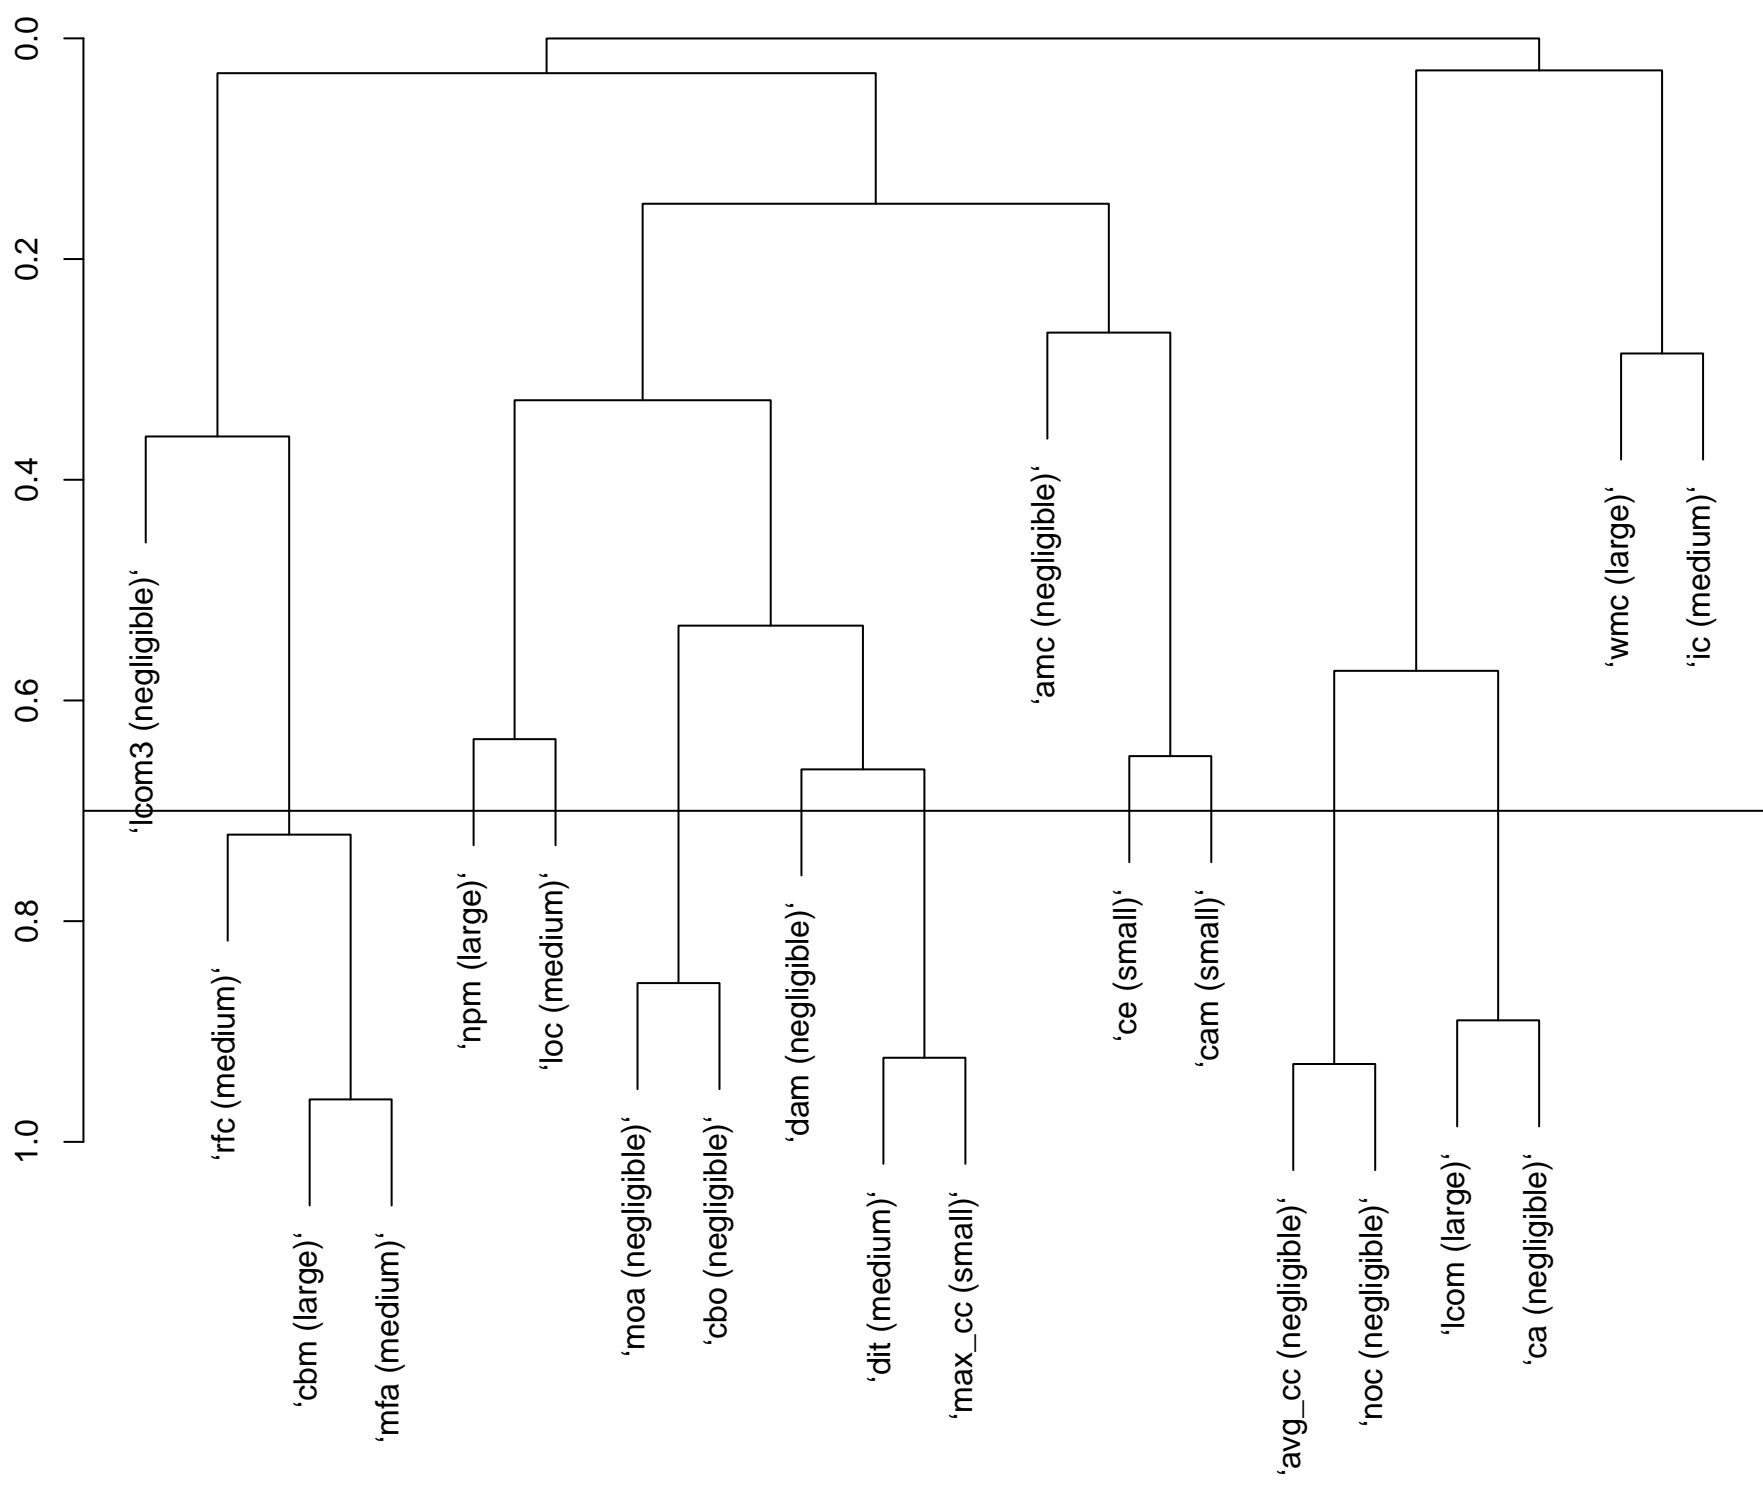 0.0
0.2
0.4
0.6
0.8
1.0
‘lcom3 (negligible)‘
‘rfc (medium)‘
‘cbm (large)‘
‘mfa (medium)‘
‘npm (large)‘
‘loc (medium)‘
‘moa (negligible)‘
‘cbo (negligible)‘
‘dam (negligible)‘
‘dit (medium)‘
‘max_cc (small)‘
‘amc (negligible)‘
‘ce (small)‘
‘cam (small)‘
‘avg_cc (negligible)‘
‘noc (negligible)‘
‘lcom (large)‘
‘ca (negligible)‘
‘wmc (large)‘
‘ic (medium)‘